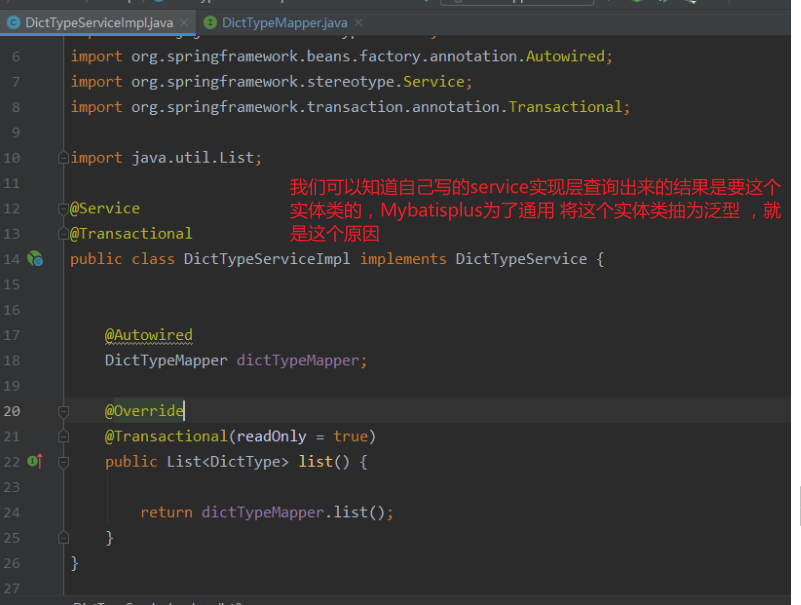 DictTypeServiceImpl.java × DictTypeMapper.java ×
6 import org.springframework.beans.factory.annotation.Autowired;
7 import org.springframework.stereotype.Service;
8 import org.springframework.transaction.annotation.Transactional;
9
10 import java.util.List;
11
我们可以知道自己写的service实现层查询出来的结果是要这个
实体类的，Mybatisplus为了通用 将这个实体类抽为泛型 ，就
是这个原因
12 @Service
13 @Transactional
14 public class DictTypeServiceImpl implements DictTypeService {
15
16
17 @Autowired
18 DictTypeMapper dictTypeMapper;
19
20 @Override
21 @Transactional(readOnly = true)
22 public List<DictType> list() {
23
24 return dictTypeMapper.list();
25 }
26 }
27